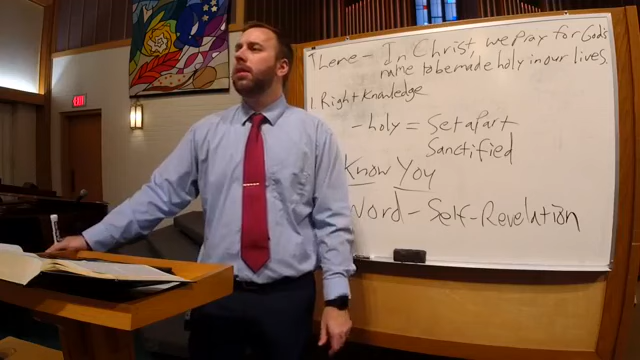 EXIT
Theme - In Christ, we pray for God's
name to be made holy in our lives.
1. Right Knowledge
- holy = Set apart
Sanctified
Know You
Word - Self-Revelation